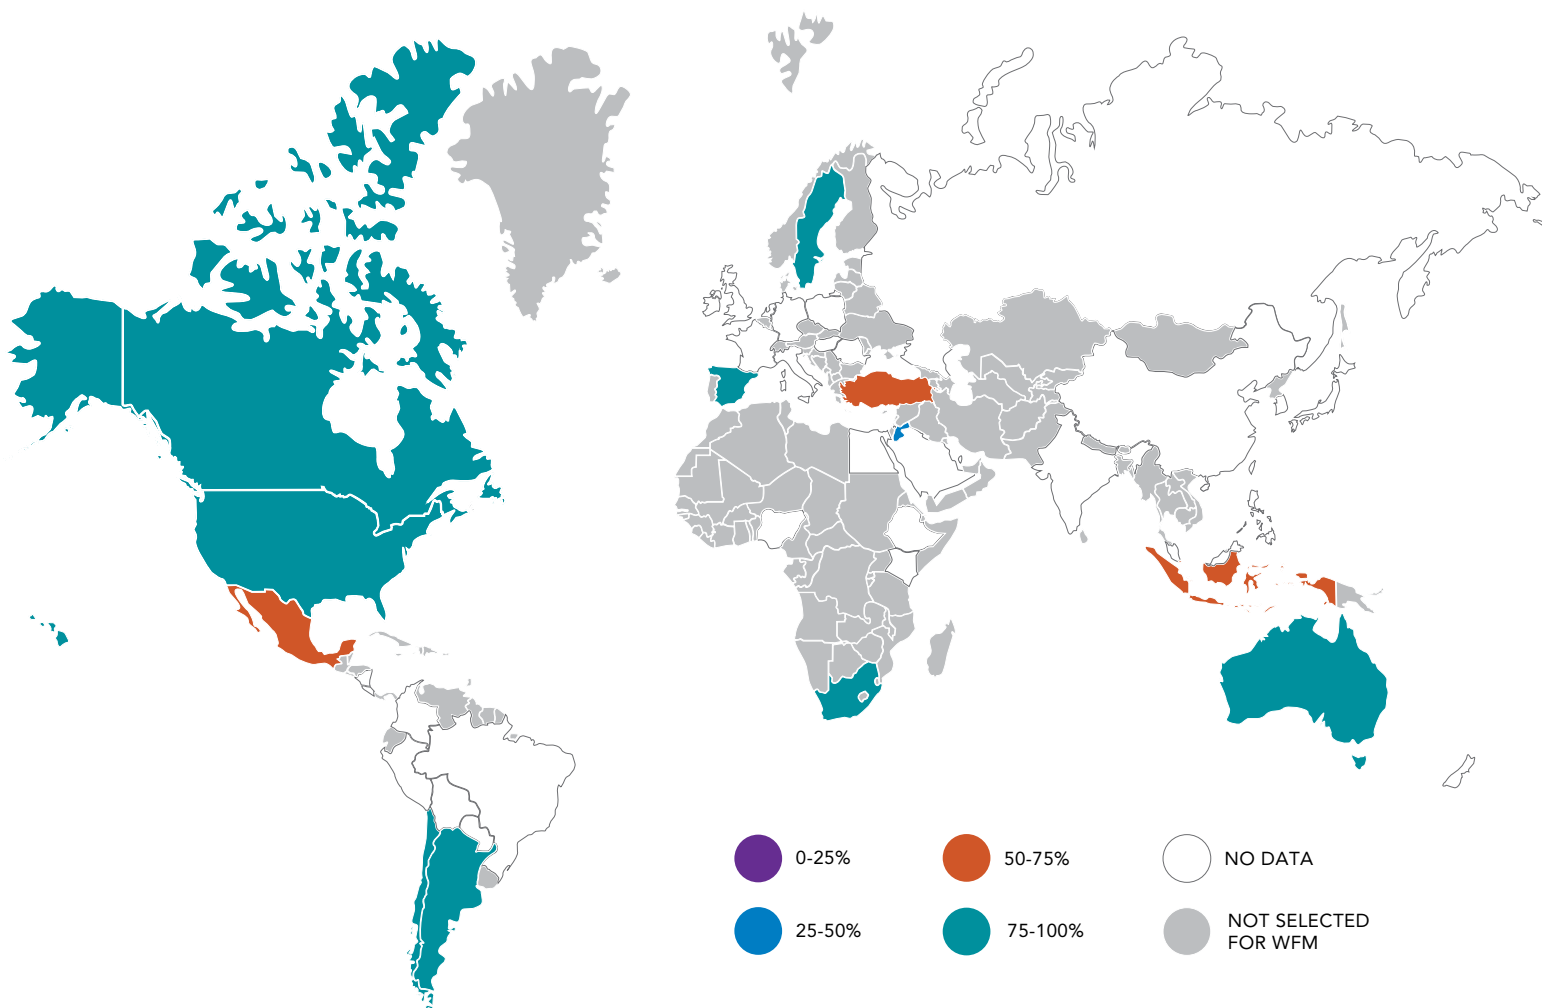 0-25%
50-75%
NO DATA
25-50%
75-100%
NOT SELECTED
FOR WFM